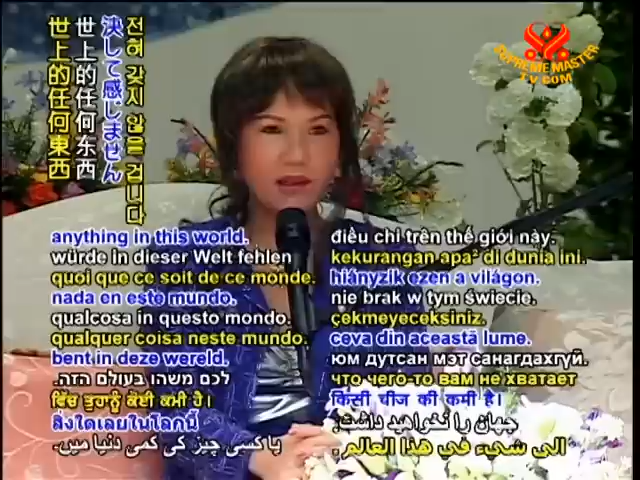 전혀 갖지 않을 겁니다
決して感じません
世上的任何东西
世上的任何東西
SUPREME MASTER
TV.COM
anything in this world.
würde in dieser Welt fehlen
quoi que ce soit de ce monde.
nada en este mundo.
qualcosa in questo mondo.
qualquer coisa neste mundo.
bent in deze wereld.
לכם משהו בעולם הזה.
ਵਿੱਚ ਤੁਹਾਨੂੰ ਕੋਈ ਕਮੀ ਹੈ।
สิ่งใดเลยในโลกนี้
یا کسی چیز کی کمی دنیا میں۔
điều chi trên thế giới này.
kekurangan apa² di dunia ini.
hiányzik ezen a világon.
nie brak w tym świecie.
çekmeyeceksiniz.
ceva din această lume.
юм дутсан мэт санагдахгүй.
что чего-то вам не хватает
किसी चीज की कमी है।
جهان را نخواهید داشت.
الى شيء في هذا العالم.